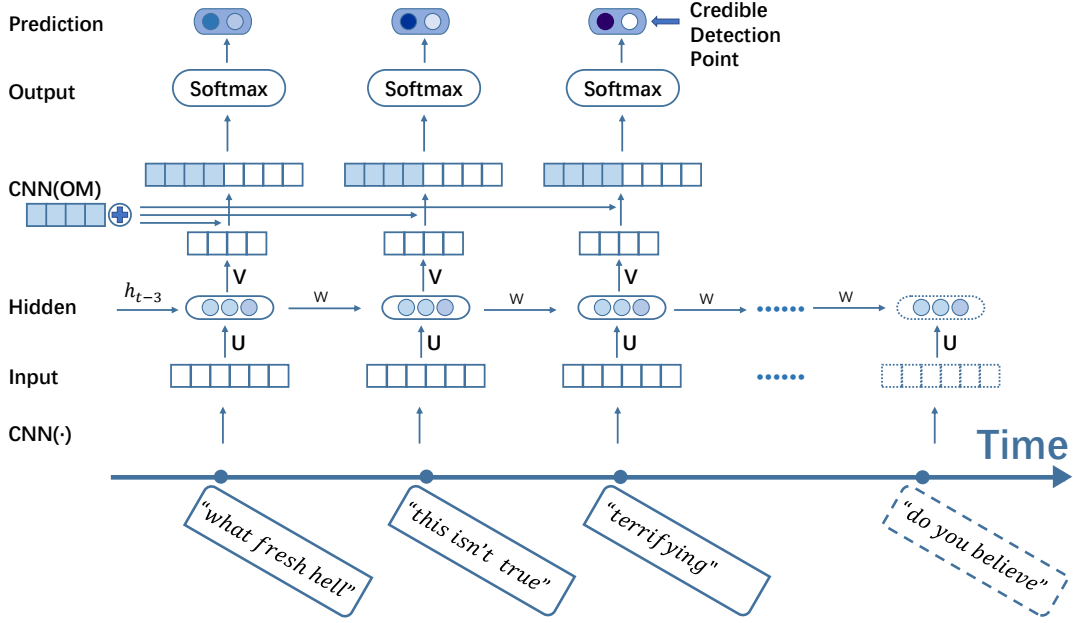 Prediction
Credible
Detection
Point
Output
Softmax
Softmax
Softmax
CNN(OM)
V
V
V
Hidden
h_{t−3}
W
W
W
......
W
U
U
U
U
Input
......
CNN(·)
Time
“what fresh hell”
“this isn't true”
“terrifying"
“do you believe”